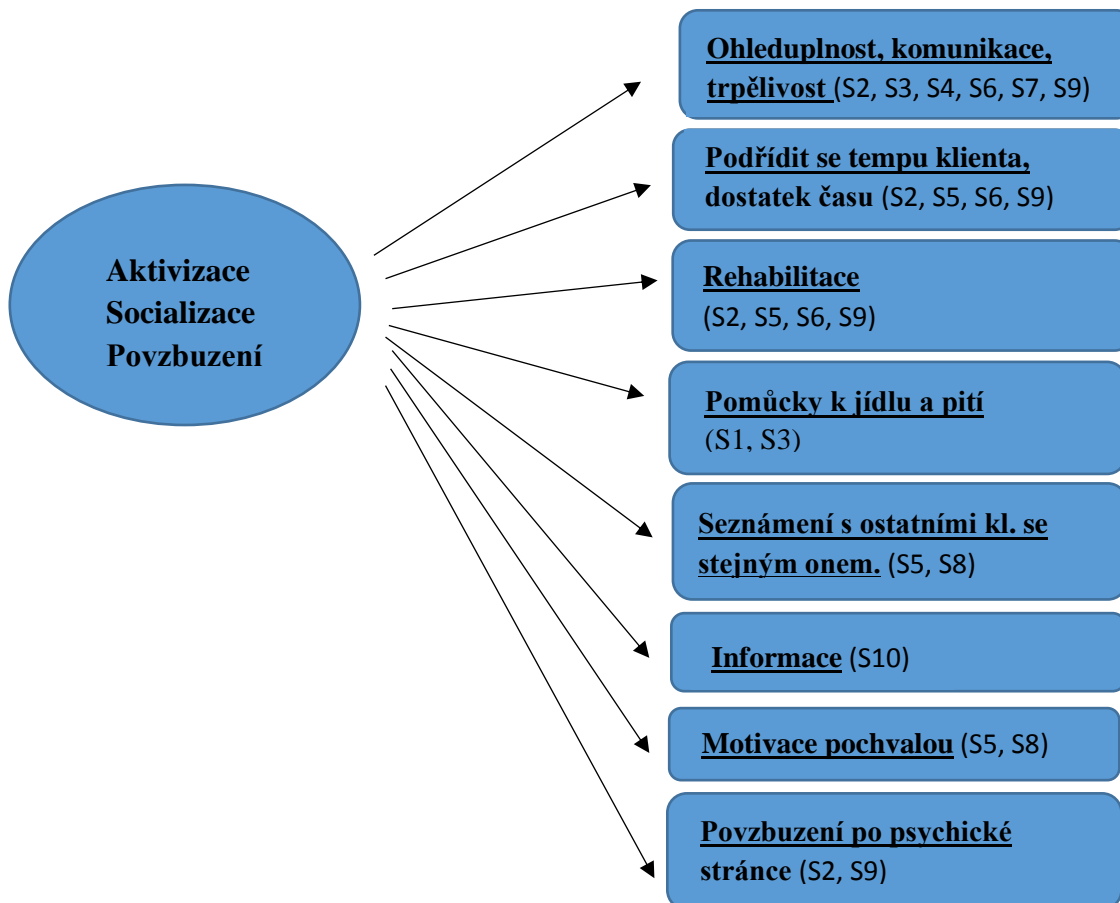 Aktivizace
Socializace
Povzbuzení
Ohleduplnost, komunikace,
trpělivost (S2, S3, S4, S6, S7, S9)
Podřídit se tempu klienta,
dostatek času (S2, S5, S6, S9)
Rehabilitace
(S2, S5, S6, S9)
Pomůcky k jídlu a pití
(S1, S3)
Seznámení s ostatními kl. se
stejným onem. (S5, S8)
Informace (S10)
Motivace pochvalou (S5, S8)
Povzbuzení po psychické
stránce (S2, S9)